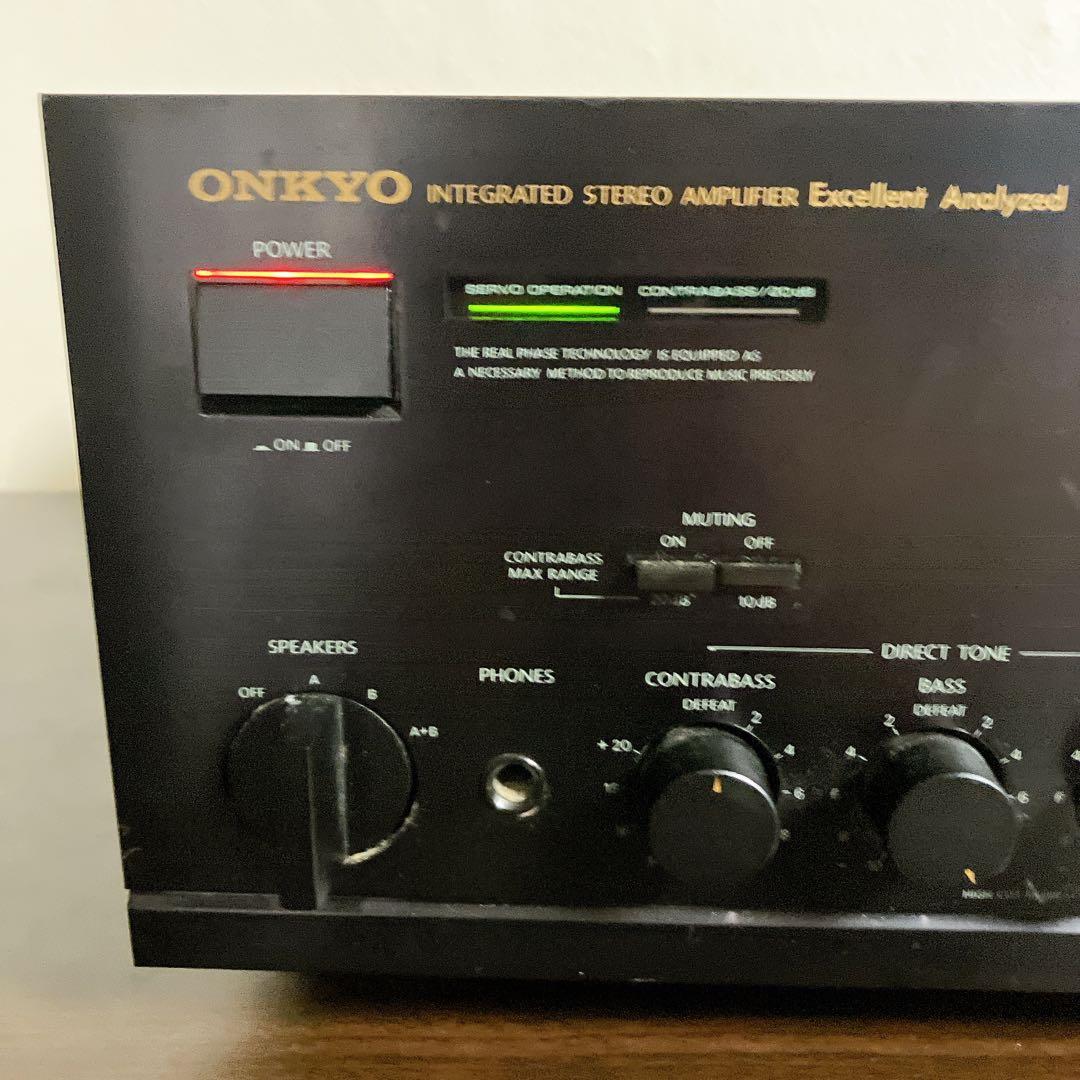 ONKYO INTEGRATED STEREO AMPLIFIER Excellent Analyzed
POWER
SERVO OPERATION CONTRABASS/20dB
THE REAL PHASE TECHNOLOGY IS EQUIPPED AS
A NECESSARY METHOD TO REPRODUCE MUSIC PRECISELY
ON OFF
MUTING
ON OFF
CONTRABASS
MAX RANGE
20dB 10dB
SPEAKERS
OFF A B A+B
PHONES
DIRECT TONE
CONTRABASS
DEFEAT
+20 2 4 6 8
BASS
DEFEAT
4 2 2 4 6
HIGH